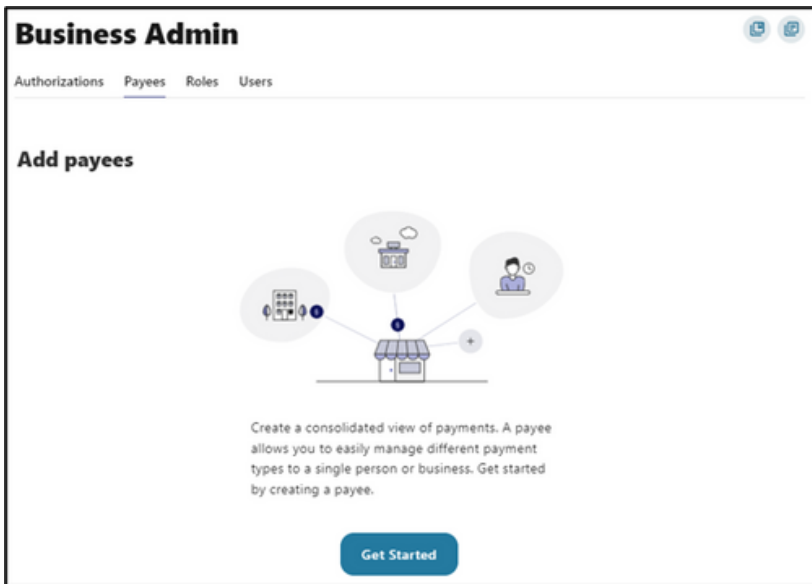 Business Admin
Authorizations Payees Roles Users
Add payees
Create a consolidated view of payments. A payee
allows you to easily manage different payment
types to a single person or business. Get started
by creating a payee.
Get Started